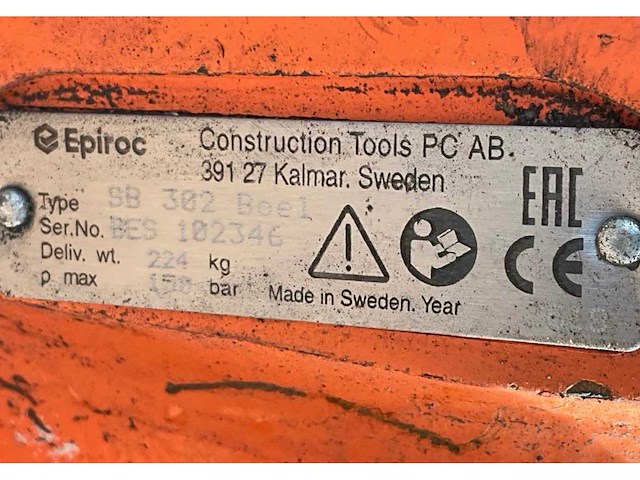 Epiroc Construction Tools PC AB
391 27 Kalmar. Sweden
Type SB 302
Ser.No. BES 102346
Deliv. wt. 224 kg
p max bar
Made in Sweden. Year
EAC
CE